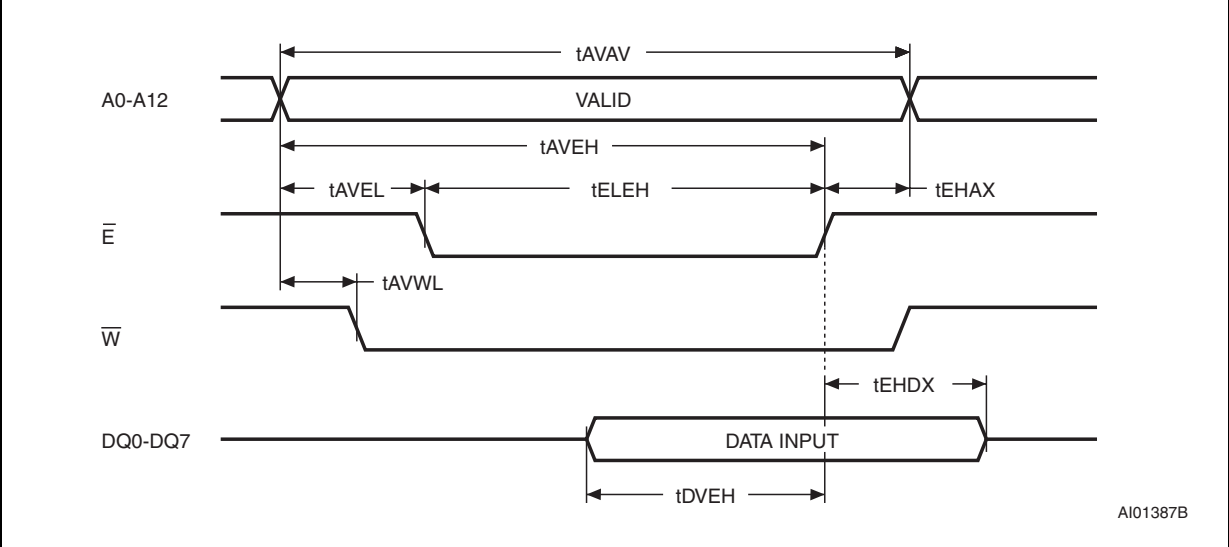 tAVAV
A0-A12 VALID
tAVEH
tAVEL tELEH tEHAX
E̅
tAVWL
W̅
tEHDX
DQ0-DQ7 DATA INPUT
tDVEH
AI01387B